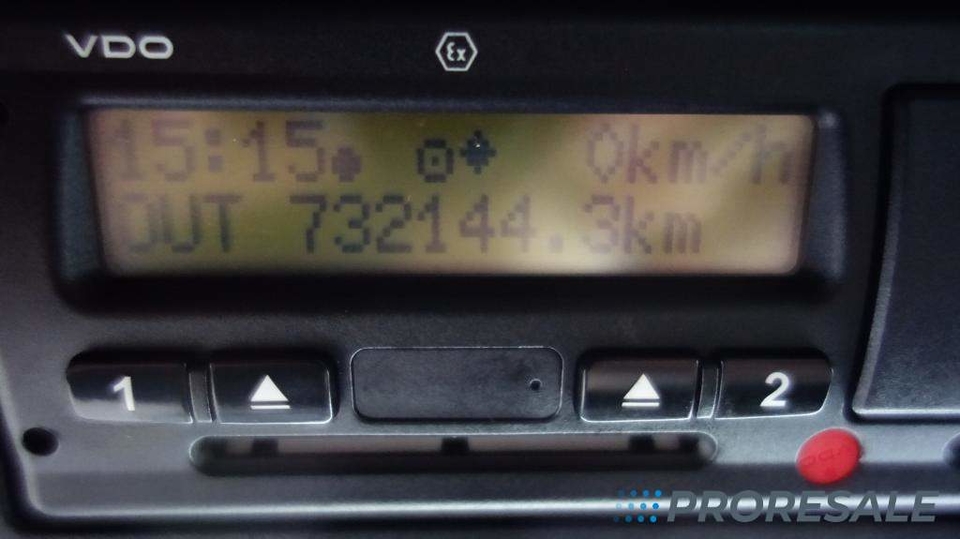 VDO
Ex
15:15 0km/h
OUT 732144.3km
1
2
PRORESALE